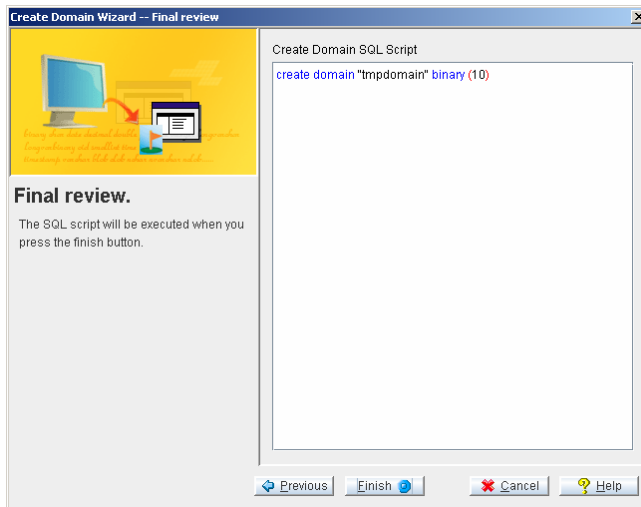 Create Domain Wizard -- Final review
Create Domain SQL Script
create domain "tmpdomain" binary (10)
Final review.
The SQL script will be executed when you
press the finish button.
Previous
Finish
Cancel
Help